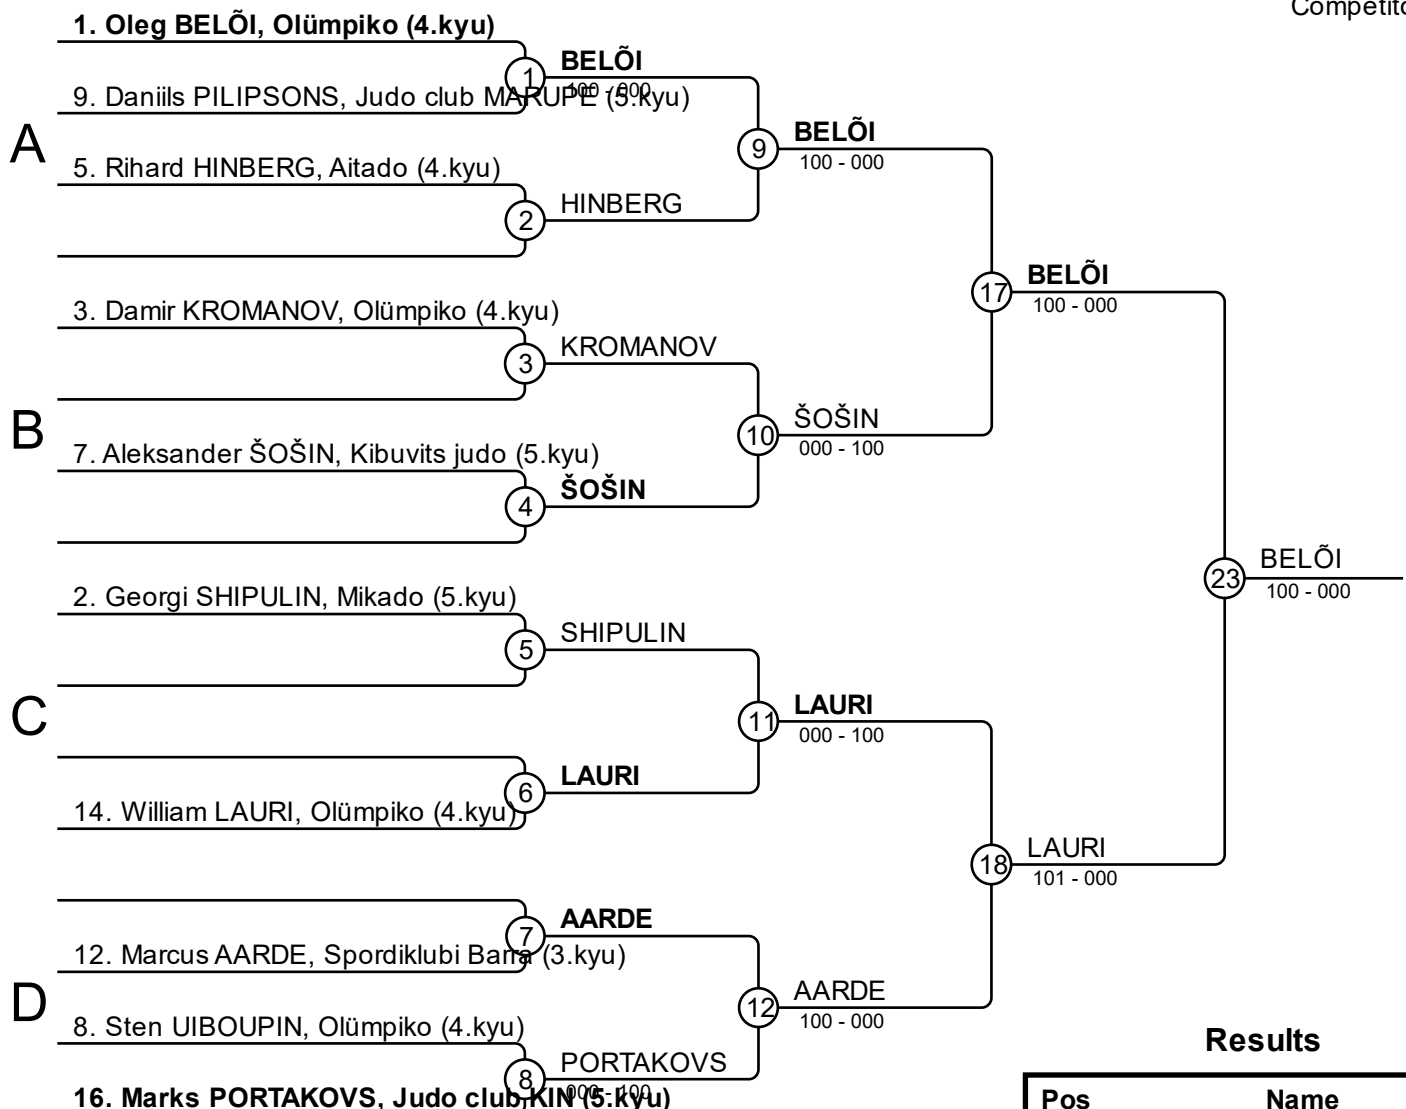 Competito
1. Oleg BELÕI, Olümpiko (4.kyu)
1
BELÕI
100 - 000
9. Daniils PILIPSONS, Judo club MARUPE (5.kyu)
A
9
BELÕI
100 - 000
5. Rihard HINBERG, Aitado (4.kyu)
2
HINBERG
17
BELÕI
100 - 000
3. Damir KROMANOV, Olümpiko (4.kyu)
3
KROMANOV
B
10
ŠOŠIN
000 - 100
7. Aleksander ŠOŠIN, Kibuvits judo (5.kyu)
4
ŠOŠIN
23
BELÕI
100 - 000
2. Georgi SHIPULIN, Mikado (5.kyu)
5
SHIPULIN
C
11
LAURI
000 - 100
6
LAURI
14. William LAURI, Olümpiko (4.kyu)
18
LAURI
101 - 000
7
AARDE
12. Marcus AARDE, Spordiklubi Barra (3.kyu)
D
12
AARDE
100 - 000
8. Sten UIBOUPIN, Olümpiko (4.kyu)
8
PORTAKOVS
000 - 100
16. Marks PORTAKOVS, Judo club KIN (5.kyu)
Results
Pos Name